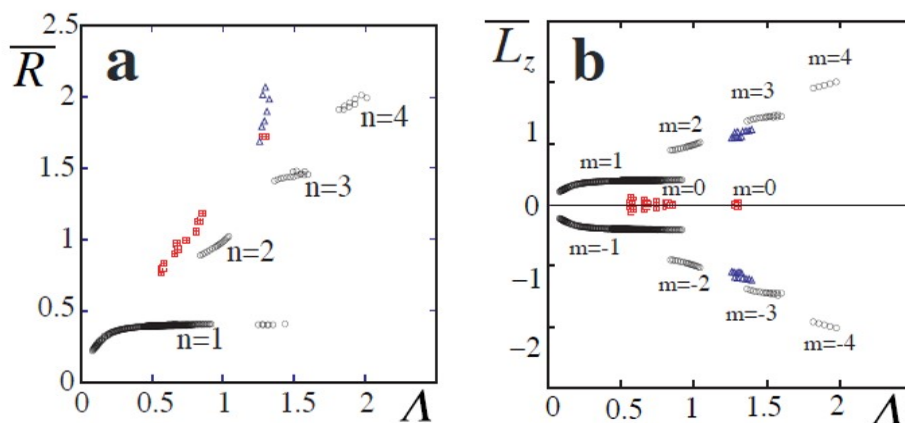 2.5
R
a
2
n=4
1.5
n=3
1
n=2
0.5
n=1
0
0 0.5 1 1.5 2 Λ
L_z
b
m=4
m=3
m=2
1
m=1
m=0 m=0
0
m=-1
-1
m=-2
m=-3
m=-4
-2
0 0.5 1 1.5 2 Λ